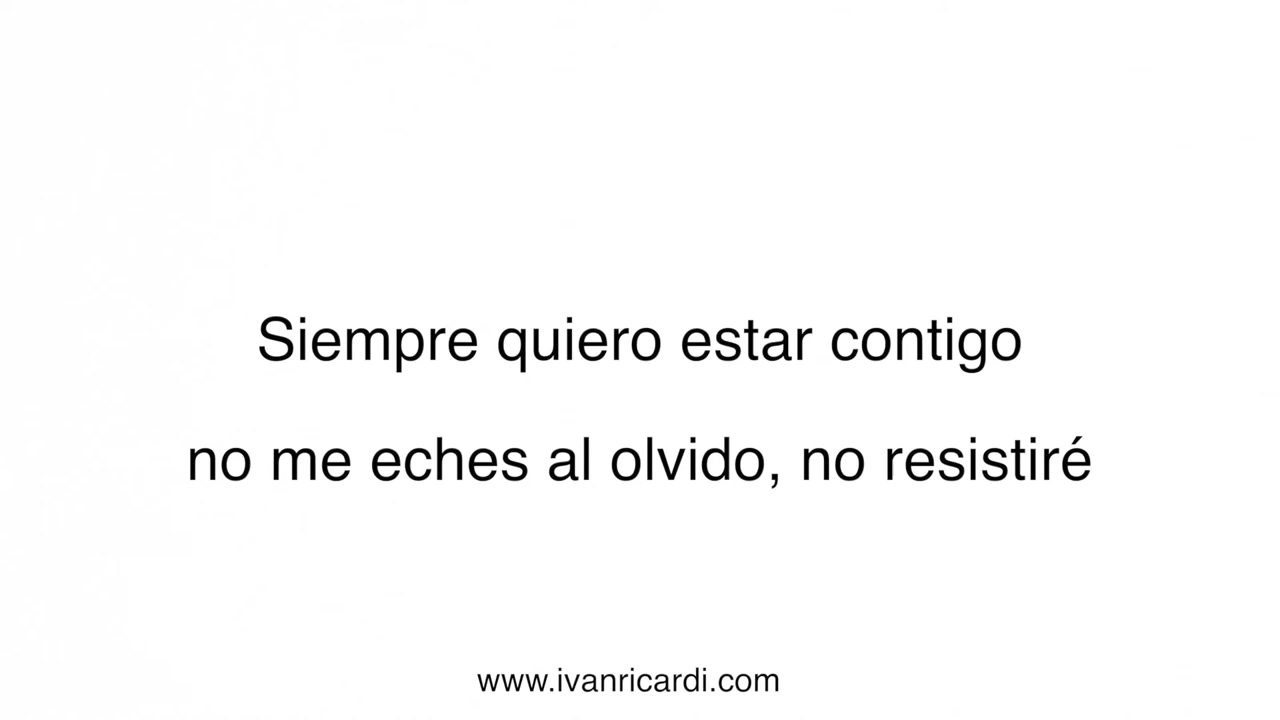 Siempre quiero estar contigo
no me eches al olvido, no resistiré
www.ivanricardi.com